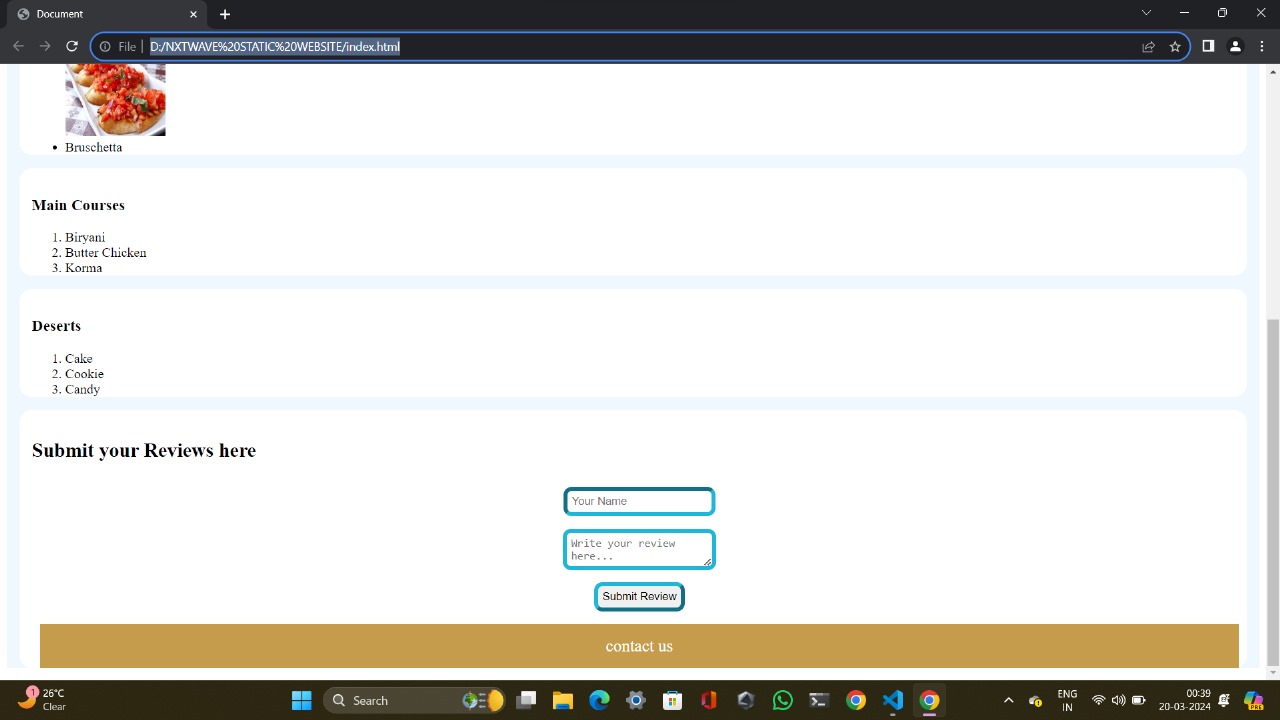 Document
File
D:/NXTWAVE%20STATIC%20WEBSITE/index.html
• Bruschetta
Main Courses
1. Biryani
2. Butter Chicken
3. Korma
Deserts
1. Cake
2. Cookie
3. Candy
Submit your Reviews here
Your Name
Write your review
here...
Submit Review
contact us
1
26°C
Clear
Search
ENG
IN
00:39
20-03-2024
PRE